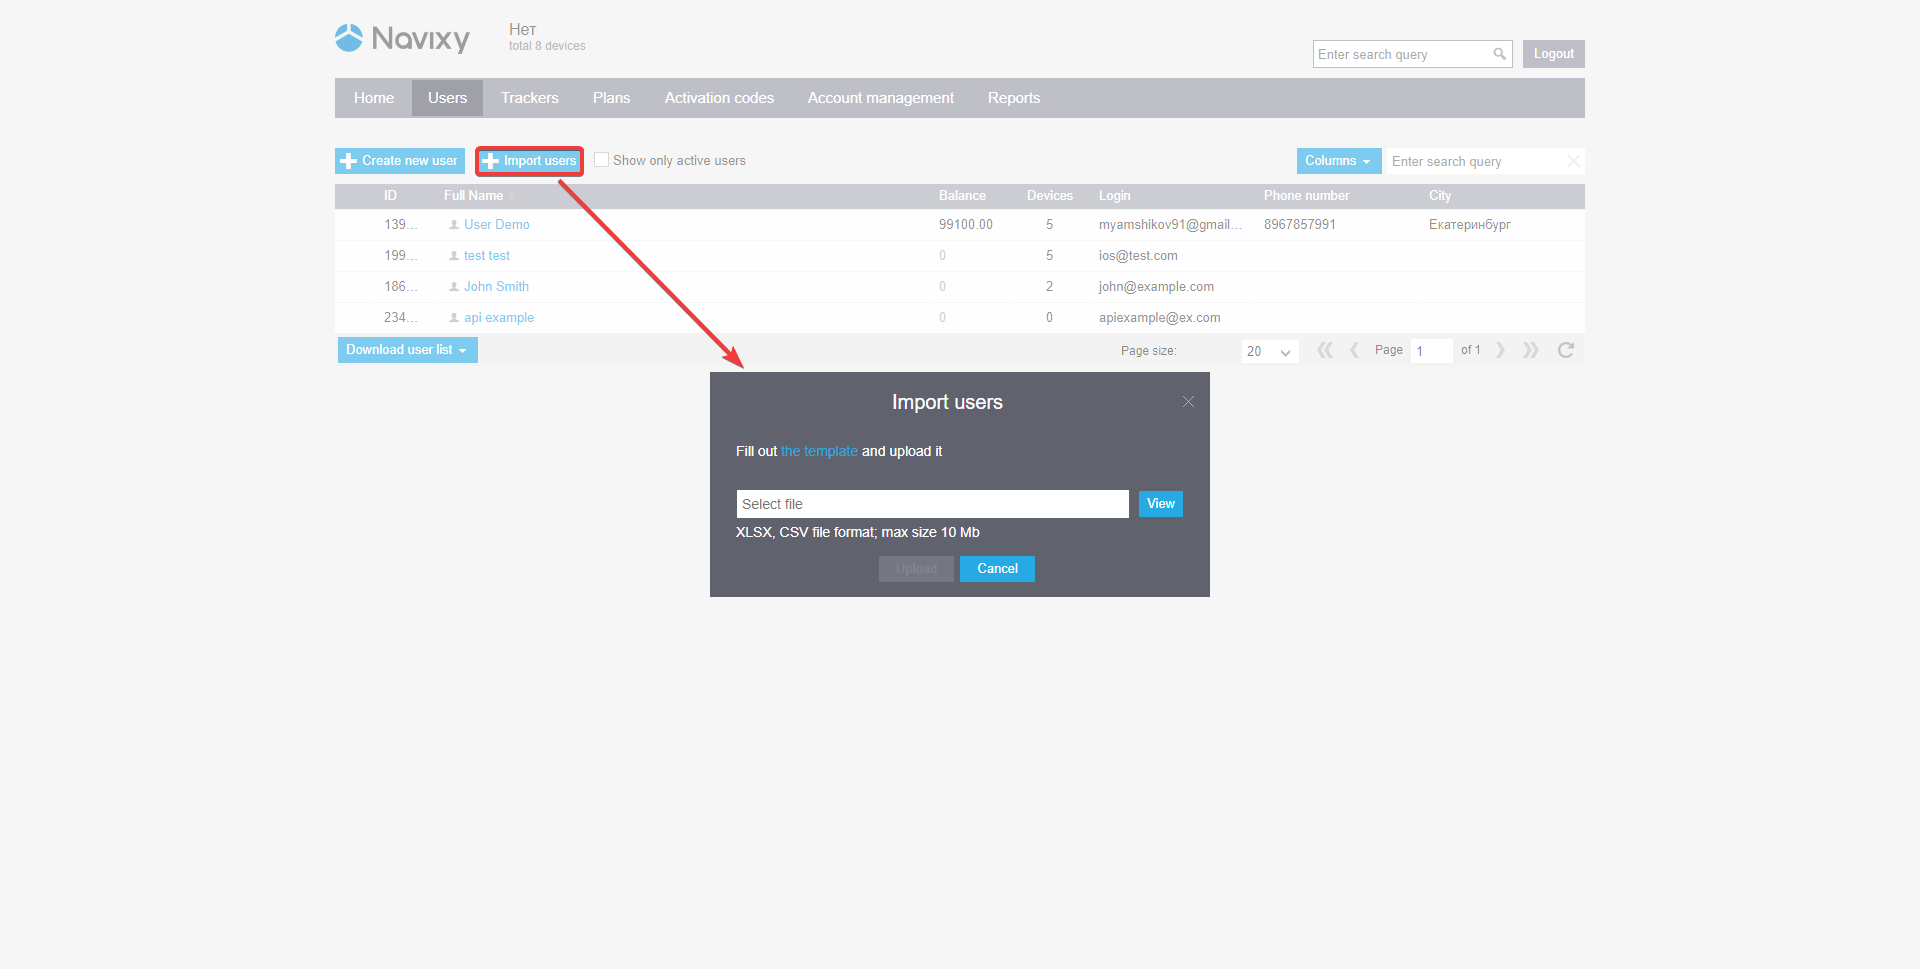 Navixy
Нет
total 8 devices
Enter search query
Logout
Home Users Trackers Plans Activation codes Account management Reports
Create new user Import users Show only active users Columns Enter search query
ID Full Name Balance Devices Login Phone number City
139... User Demo 99100.00 5 myamshikov91@gmail... 8967857991 Екатеринбург
199... test test 0 5 ios@test.com
186... John Smith 0 2 john@example.com
234... api example 0 0 apiexample@ex.com
Download user list Page size: 20 Page 1 of 1
Import users
Fill out the template and upload it
Select file View
XLSX, CSV file format; max size 10 Mb
Upload Cancel